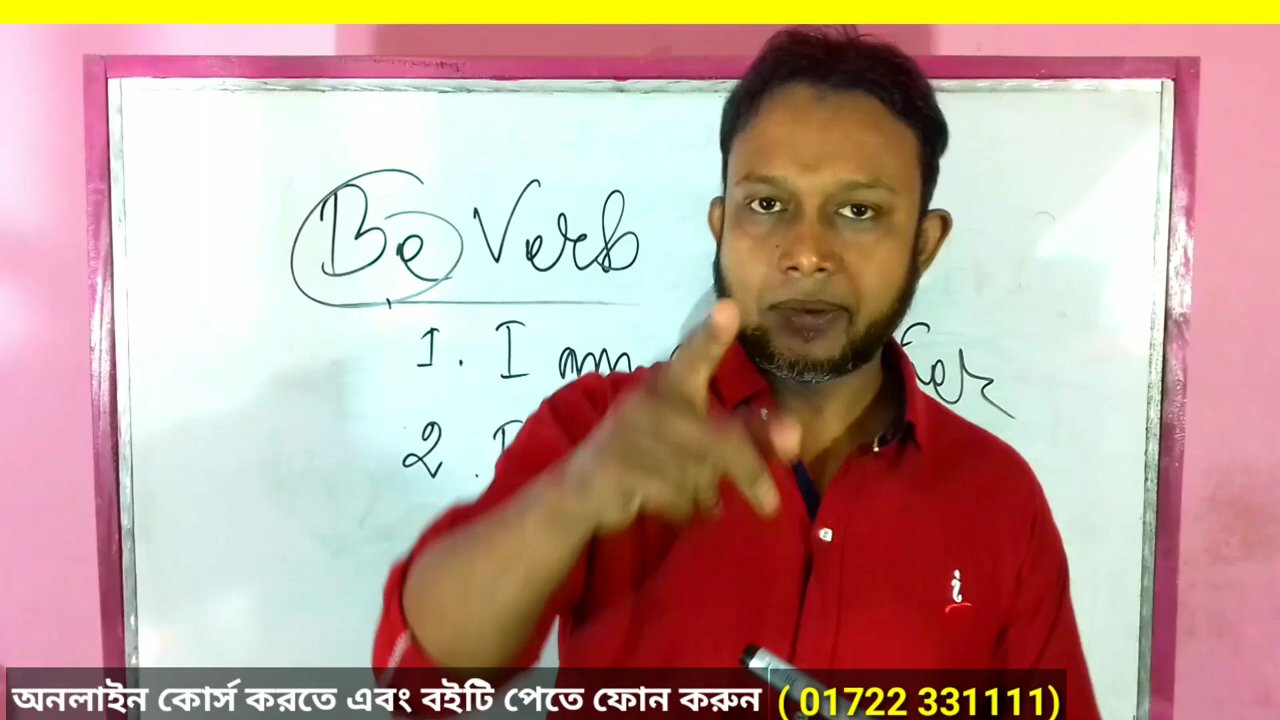 Be Verb
1. I am
2.
i
অনলাইন কোর্স করতে এবং বইটি পেতে ফোন করুন ( 01722 331111)